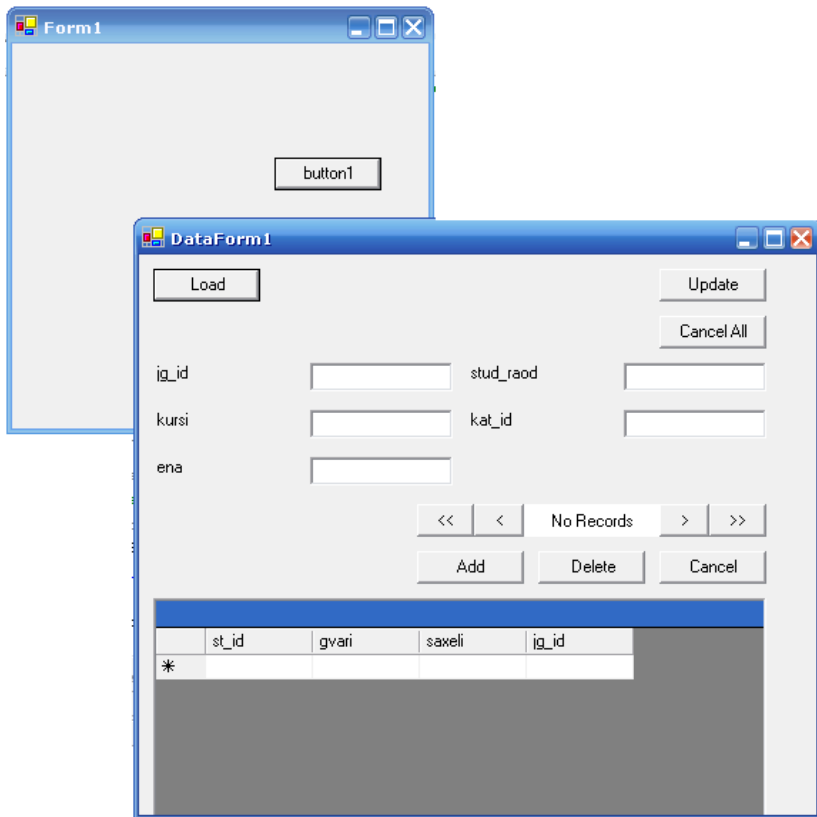 Form1
button1
DataForm1
Load Update
Cancel All
jg_id stud_raod
kursi kat_id
ena
<< < No Records > >>
Add Delete Cancel
st_id gvari saxeli jg_id
*